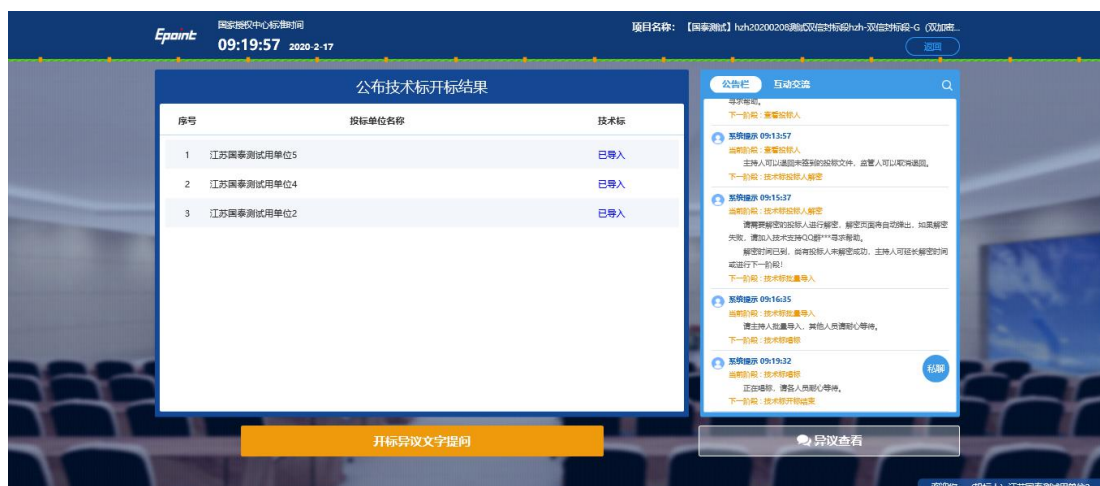 Epoint
国家授权中心标准时间
09:19:57 2020-2-17
项目名称： 【国泰测试】hzh20200208测试双信封标段hzh-双信封标段-G（双加密...
返回
公布技术标开标结果
序号 投标单位名称 技术标
1 江苏国泰测试用单位5 已导入
2 江苏国泰测试用单位4 已导入
3 江苏国泰测试用单位2 已导入
公告栏 互动交流
寻求帮助。
下一阶段：查看投标人
系统提示 09:13:57
当前阶段：查看投标人
主持人可以退回未签到的投标文件，监管人可以取消退回。
下一阶段：技术标投标人解密
系统提示 09:15:37
当前阶段：技术标投标人解密
请需要解密的投标人进行解密，解密页面将自动弹出，如果解密
失败，请加入技术支持QQ群***寻求帮助。
解密时间已到，尚有投标人未解密成功，主持人可延长解密时间
或进行下一阶段！
下一阶段：技术标批量导入
系统提示 09:16:35
当前阶段：技术标批量导入
请主持人批量导入，其他人员请耐心等待。
下一阶段：技术标唱标
系统提示 09:19:32
当前阶段：技术标唱标
正在唱标，请各人员耐心等待。
下一阶段：技术标开标结束
私聊
开标异议文字提问
异议查看